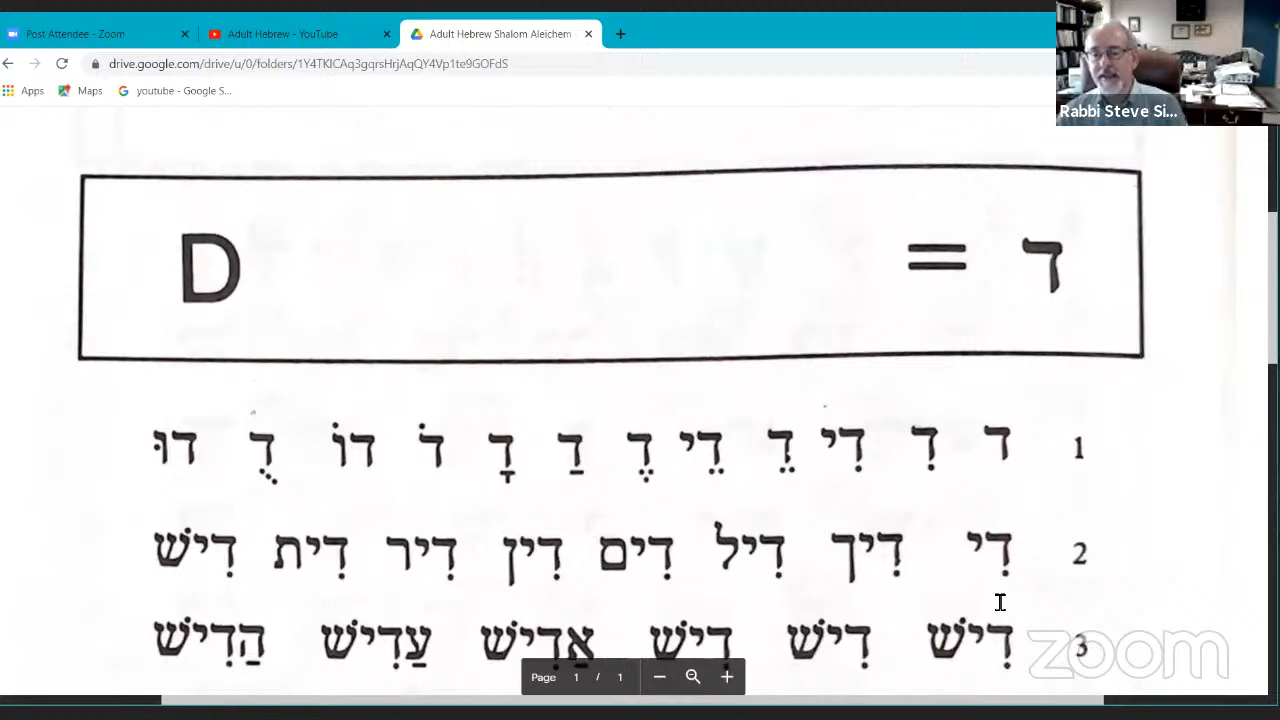 Post Attendee - Zoom Adult Hebrew - YouTube Adult Hebrew Shalom Aleichem -
drive.google.com/drive/u/0/folders/1Y4TKICAq3gqrsHrjAqQY4Vp1te9GOFdS
Apps Maps youtube - Google S...
Rabbi Steve Si...
ד = D
1 ד דִ דִי דֵ דֵי דֶ דַ דָ דֹ דוֹ דֻ דוּ
2 דִי דִיךְ דִיל דִים דִין דִיר דִית דִישׁ
3 דִישׁ דִישׁ דִישׁ אַדִישׁ עַדִישׁ הַדִישׁ
zoom
Page 1 / 1